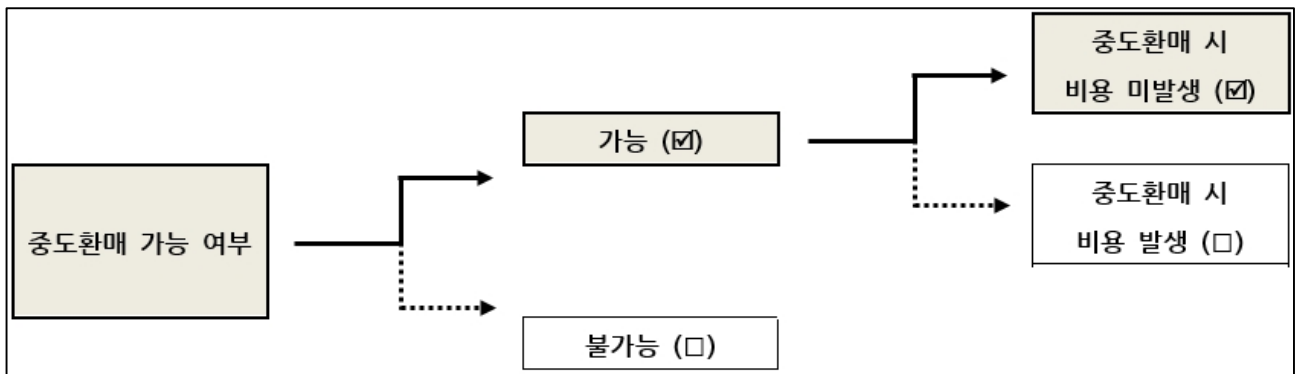 중도환매 가능 여부
가능 (☑)
불가능 (□)
중도환매 시
비용 미발생 (☑)
중도환매 시
비용 발생 (□)